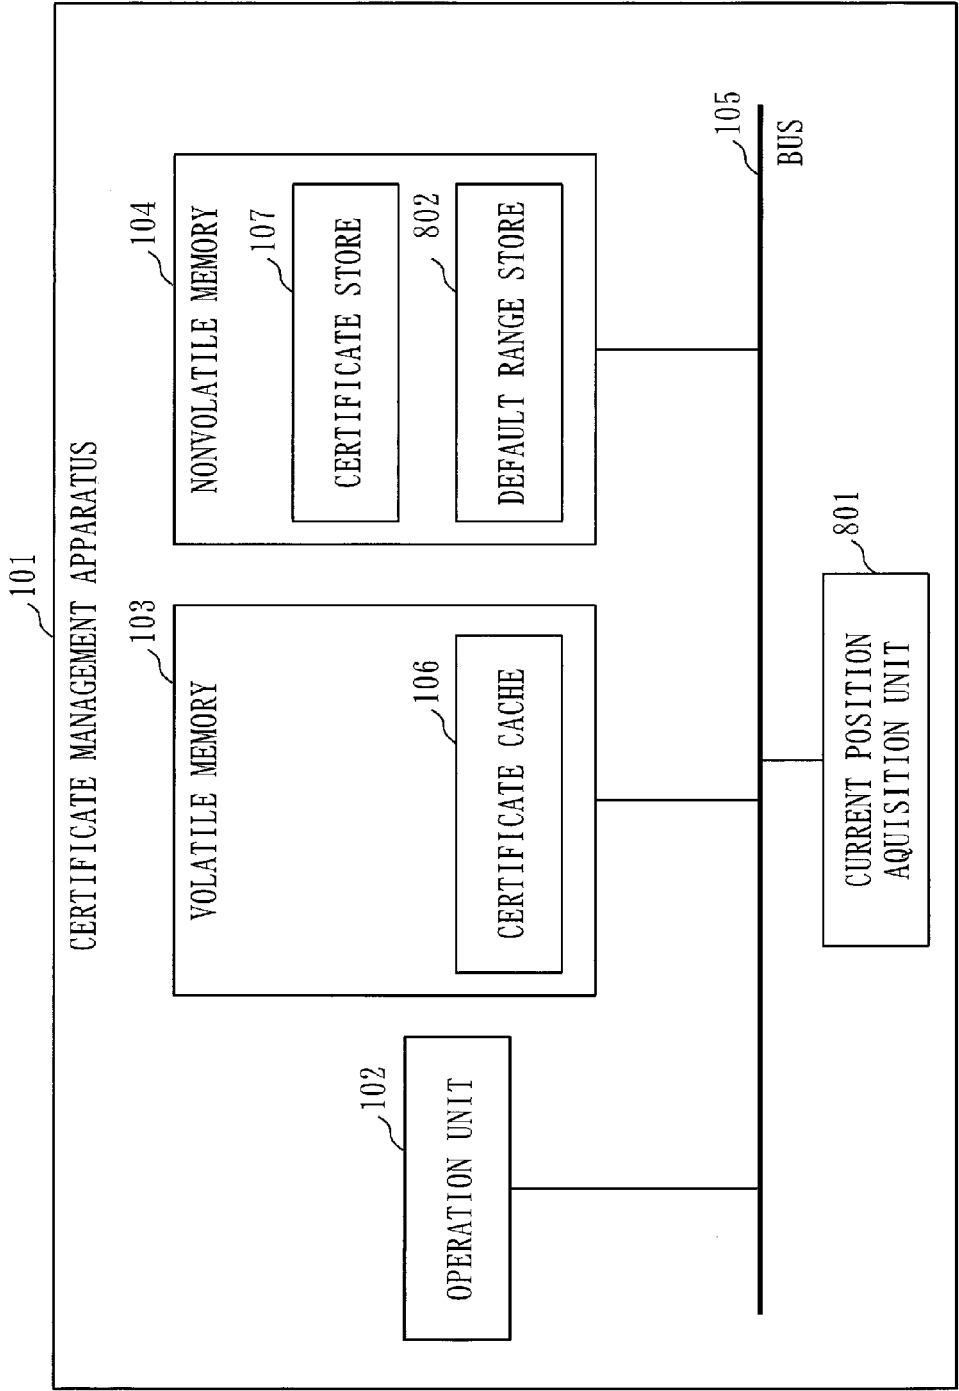 101
CERTIFICATE MANAGEMENT APPARATUS
103
VOLATILE MEMORY
104
NONVOLATILE MEMORY
107
CERTIFICATE STORE
102
OPERATION UNIT
106
CERTIFICATE CACHE
802
DEFAULT RANGE STORE
105
BUS
801
CURRENT POSITION
AQUISITION UNIT